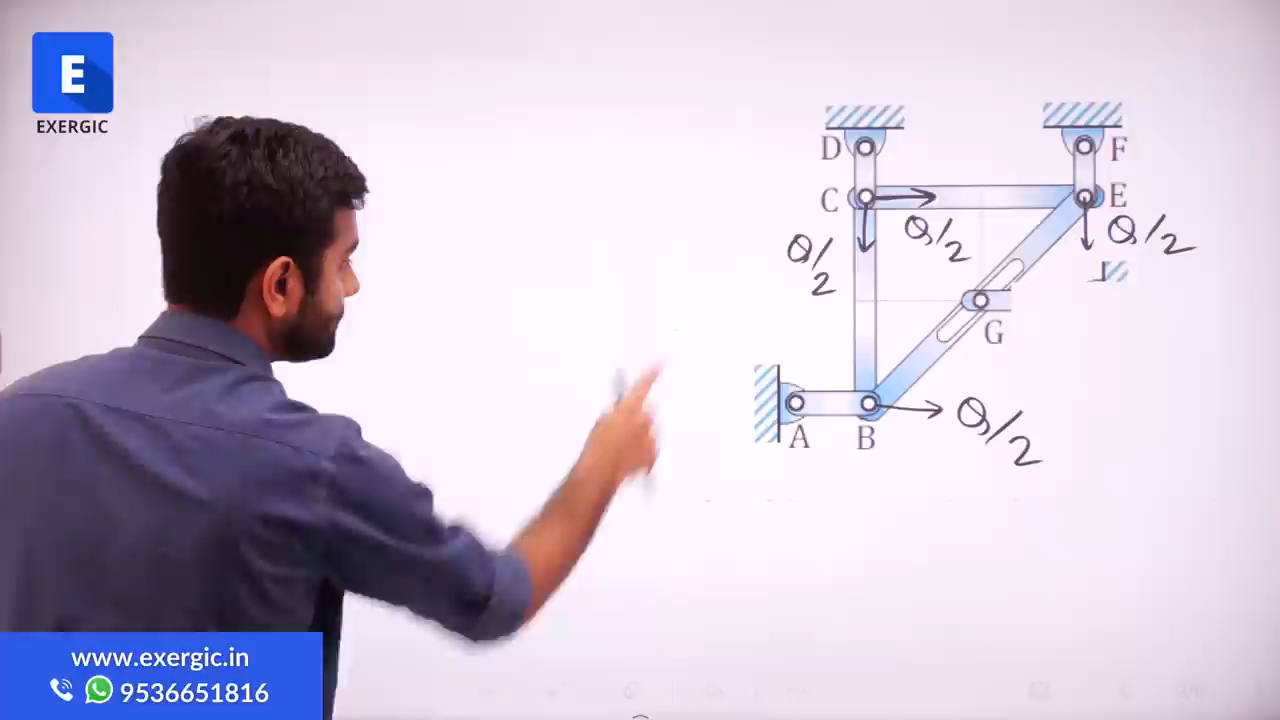 E
EXERGIC
D
F
C
E
Q/2
Q/2
Q/2
G
A
B
Q/2
www.exergic.in
9536651816